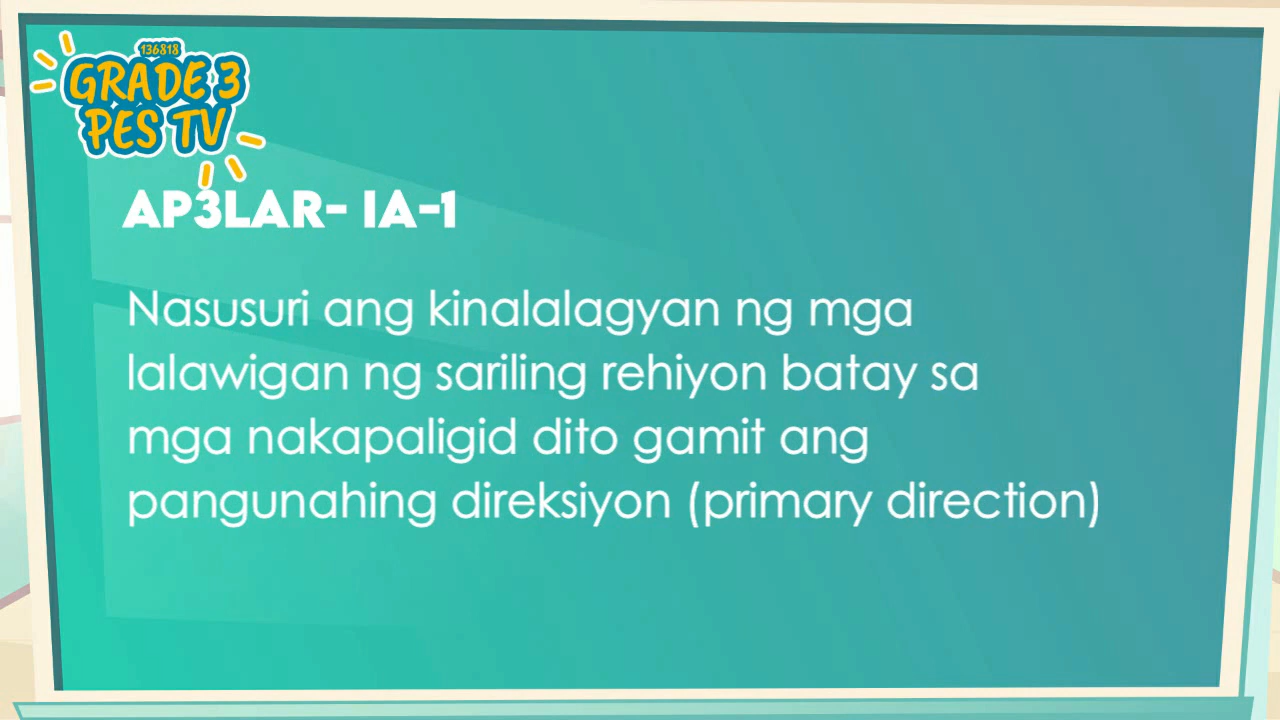 136818
GRADE 3
PES TV
AP3LAR- IA-1
Nasusuri ang kinalalagyan ng mga
lalawigan ng sariling rehiyon batay sa
mga nakapaligid dito gamit ang
pangunahing direksiyon (primary direction)